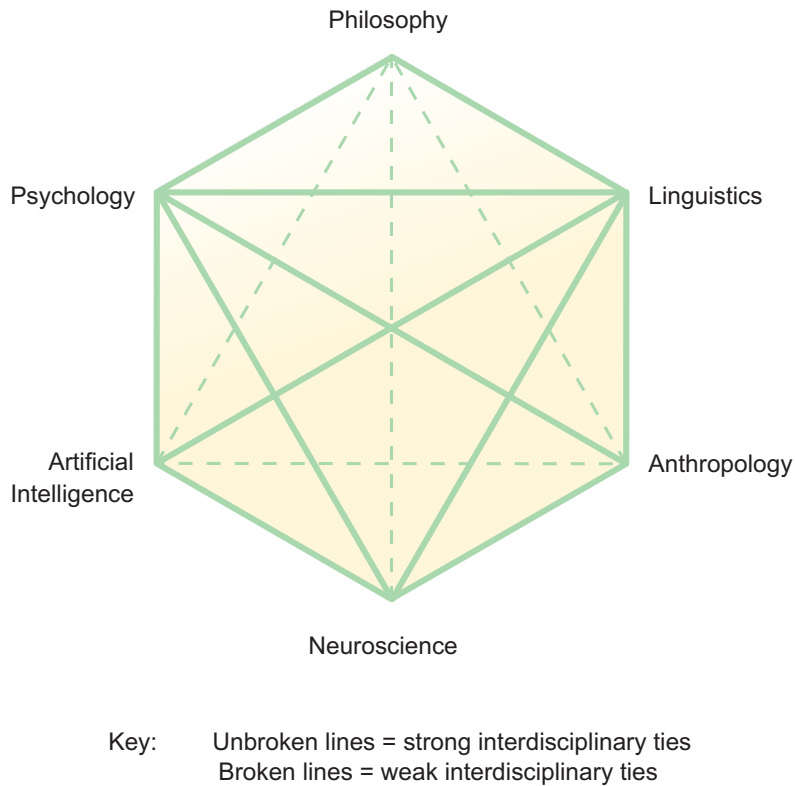 Philosophy
Psychology
Linguistics
Artificial
Intelligence
Anthropology
Neuroscience
Key: Unbroken lines = strong interdisciplinary ties
Broken lines = weak interdisciplinary ties